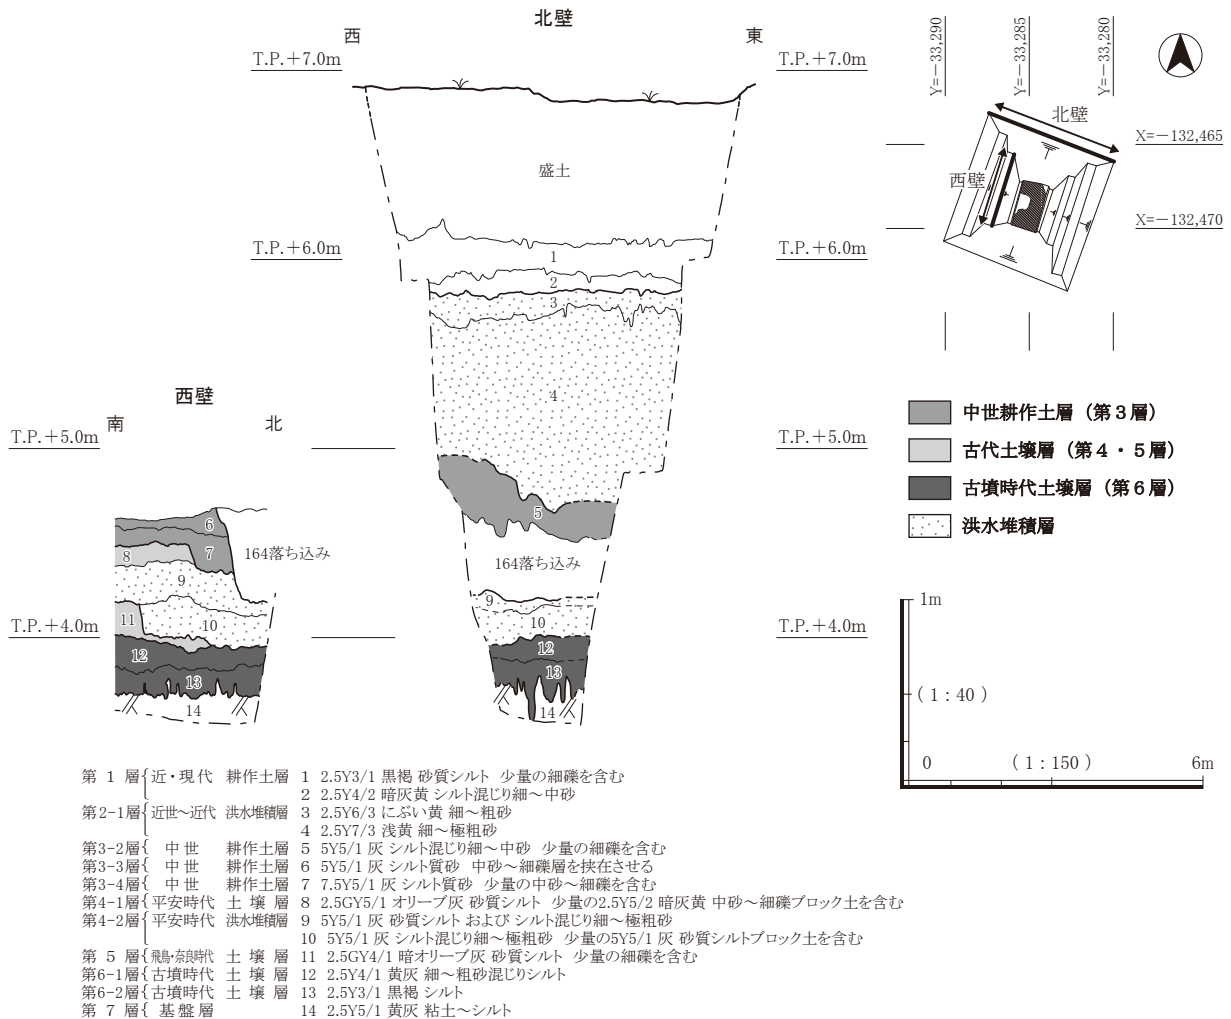 北壁
西
東
T.P.＋7.0m
T.P.＋7.0m
盛土
T.P.＋6.0m
T.P.＋6.0m
1
2
3
4
西壁
南
北
T.P.＋5.0m
T.P.＋5.0m
5
6
7
8
9
164落ち込み
164落ち込み
9
10
10
11
T.P.＋4.0m
T.P.＋4.0m
12
12
13
13
14
14
Y=－33,290
Y=－33,285
Y=－33,280
北壁
西壁
X=－132,465
X=－132,470
中世耕作土層（第３層）
古代土壌層（第４・５層）
古墳時代土壌層（第６層）
洪水堆積層
1m
（1：40）
0
（1：150）
6m
第 1 層 近・現代 耕作土層 1 2.5Y3/1 黒褐 砂質シルト 少量の細礫を含む
2 2.5Y4/2 暗灰黄 シルト混じり細～中砂
第2-1層 近世～近代 洪水堆積層 3 2.5Y6/3 にぶい黄 細～粗砂
4 2.5Y7/3 浅黄 細～極粗砂
第3-2層 中世 耕作土層 5 5Y5/1 灰 シルト混じり細～中砂 少量の細礫を含む
第3-3層 中世 耕作土層 6 5Y5/1 灰 シルト質砂 中砂～細礫層を挟在させる
第3-4層 中世 耕作土層 7 7.5Y5/1 灰 シルト質砂 少量の中砂～細礫を含む
第4-1層 平安時代 土壌層 8 2.5GY5/1 オリーブ灰 砂質シルト 少量の2.5Y5/2 暗灰黄 中砂～細礫ブロック土を含む
第4-2層 平安時代 洪水堆積層 9 5Y5/1 灰 砂質シルト および シルト混じり細～極粗砂
10 5Y5/1 灰 シルト混じり細～極粗砂 少量の5Y5/1 灰 砂質シルトブロック土を含む
第 5 層 飛鳥・奈良時代 土壌層 11 2.5GY4/1 暗オリーブ灰 砂質シルト 少量の細礫を含む
第6-1層 古墳時代 土壌層 12 2.5Y4/1 黄灰 細～粗砂混じりシルト
第6-2層 古墳時代 土壌層 13 2.5Y3/1 黒褐 シルト
第 7 層 基盤層 14 2.5Y5/1 黄灰 粘土～シルト